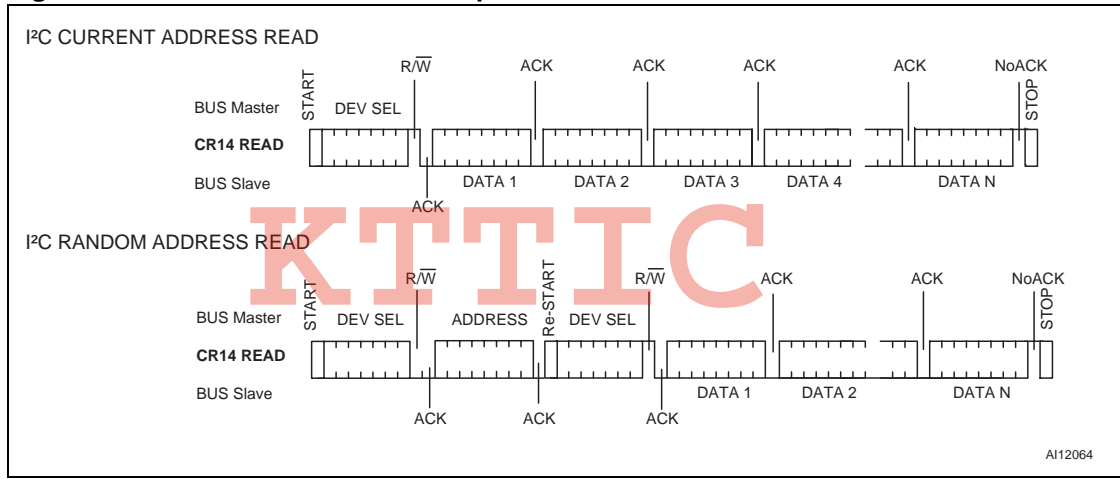 I²C CURRENT ADDRESS READ
R/W̅ ACK ACK ACK ACK NoACK
START STOP
BUS Master DEV SEL
CR14 READ
BUS Slave DATA 1 DATA 2 DATA 3 DATA 4 DATA N
ACK
KTTIC
I²C RANDOM ADDRESS READ
R/W̅ R/W̅ ACK ACK NoACK
START Re-START STOP
BUS Master DEV SEL ADDRESS DEV SEL
CR14 READ
BUS Slave DATA 1 DATA 2 DATA N
ACK ACK ACK
AI12064